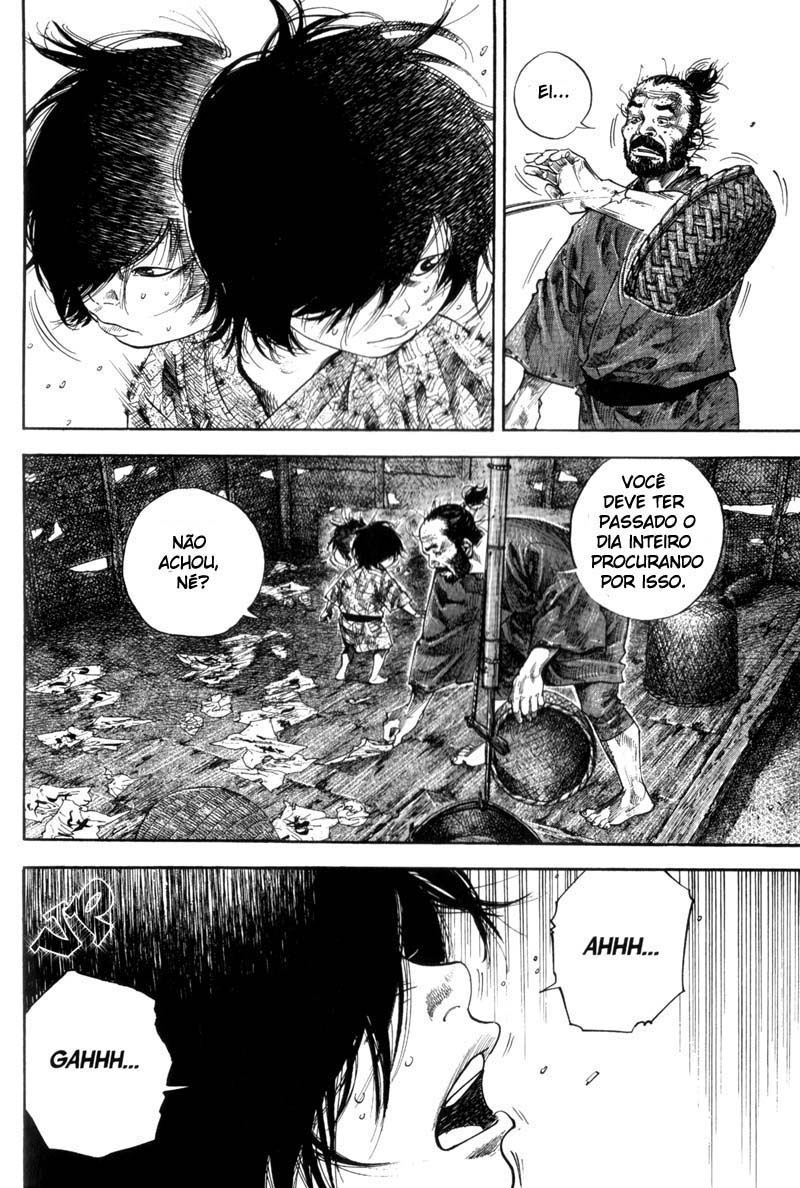 EI...
NÃO
ACHOU,
NÉ?
VOCÊ
DEVE TER
PASSADO O
DIA INTEIRO
PROCURANDO
POR ISSO.
AHHH...
GAHHH...